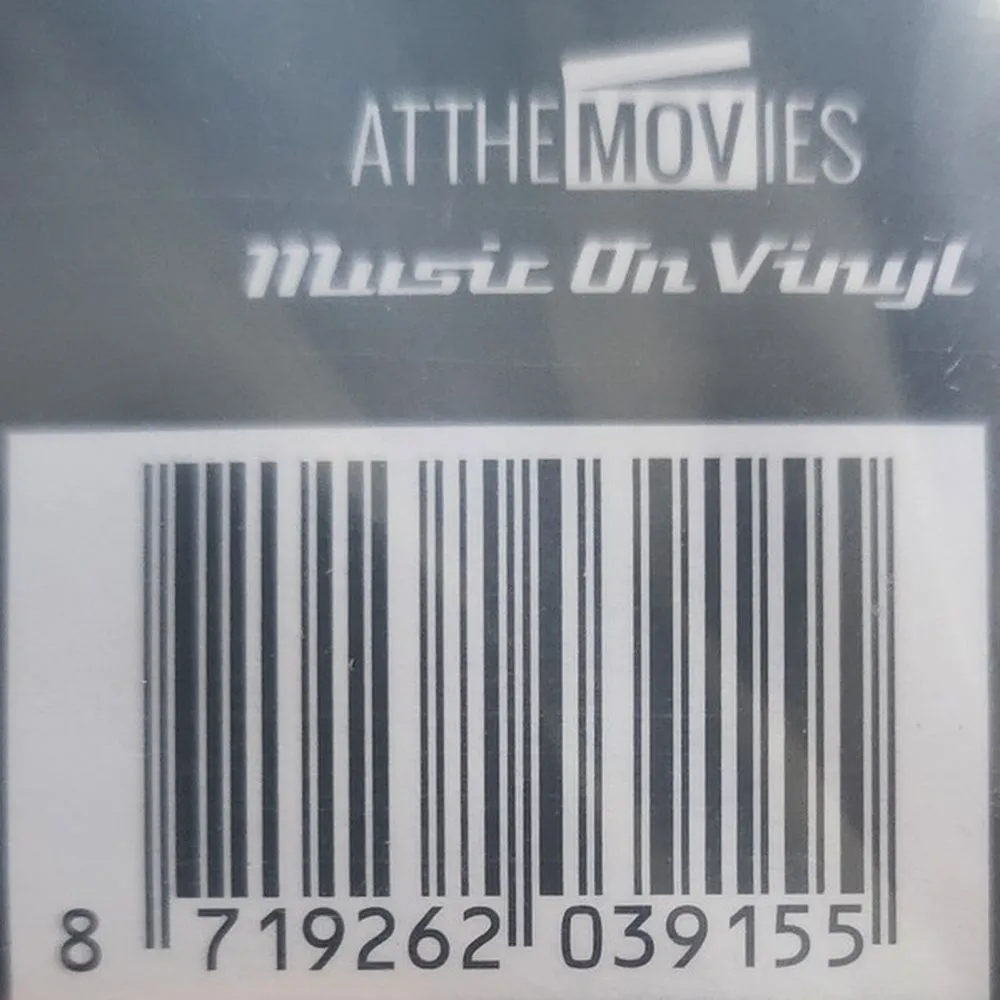 ATTHEMOVIES
Music On Vinyl
8 719262 039155